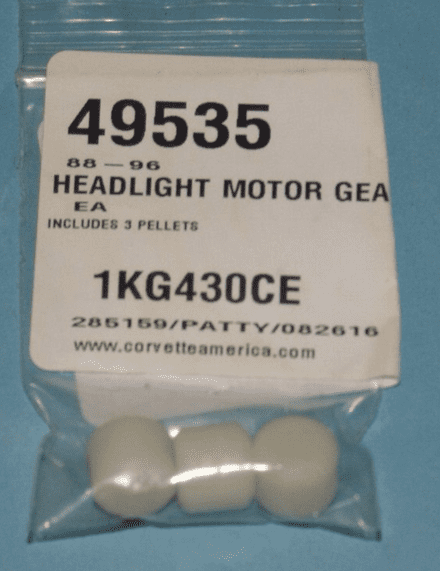 49535
88 — 96
HEADLIGHT MOTOR GEA
EA
INCLUDES 3 PELLETS
1KG430CE
285159/PATTY/082616
www.corvetteamerica.com